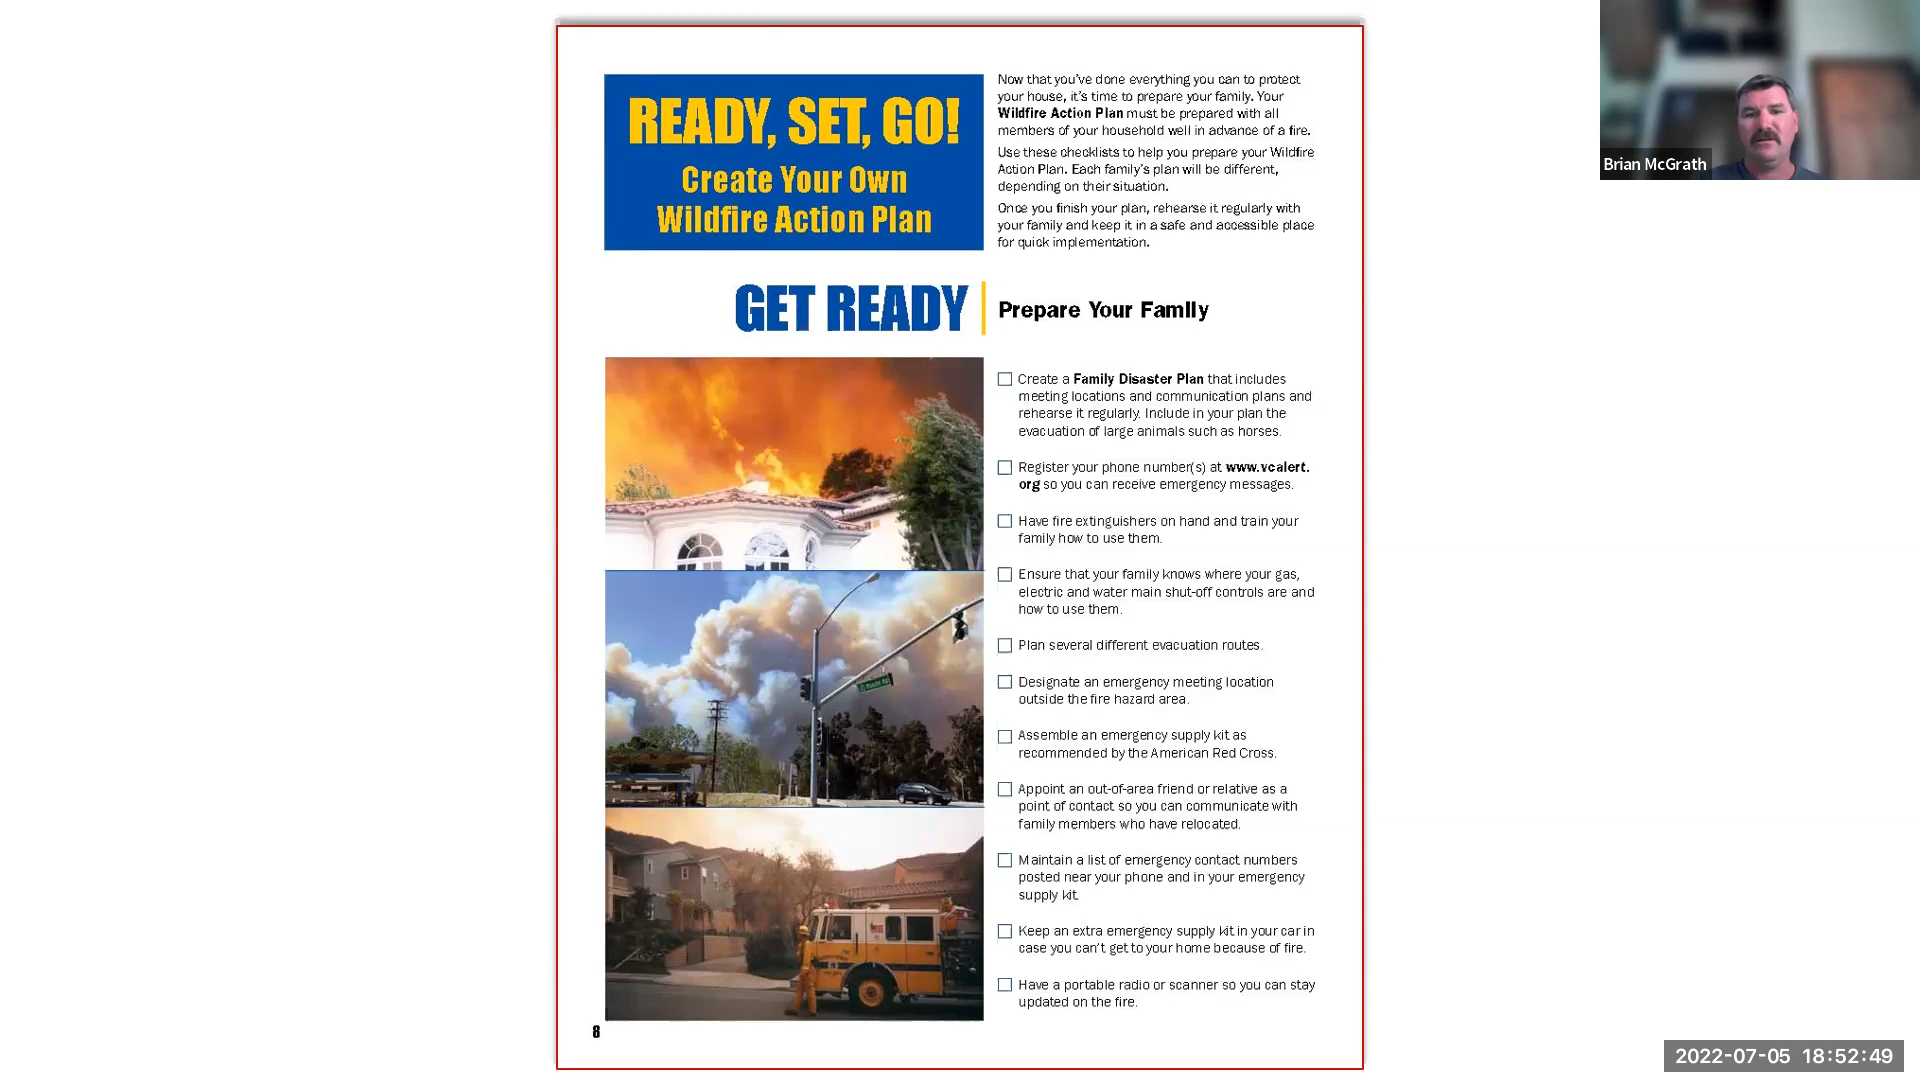 READY, SET, GO!
Create Your Own
Wildfire Action Plan
Now that you've done everything you can to protect
your house, it's time to prepare your family. Your
Wildfire Action Plan must be prepared with all
members of your household well in advance of a fire.
Use these checklists to help you prepare your Wildfire
Action Plan. Each family's plan will be different,
depending on their situation.
Once you finish your plan, rehearse it regularly with
your family and keep it in a safe and accessible place
for quick implementation.
GET READY
Prepare Your Family
Create a Family Disaster Plan that includes
meeting locations and communication plans and
rehearse it regularly. Include in your plan the
evacuation of large animals such as horses.
Register your phone number(s) at www.vcalert.
org so you can receive emergency messages.
Have fire extinguishers on hand and train your
family how to use them.
Ensure that your family knows where your gas,
electric and water main shut-off controls are and
how to use them.
Plan several different evacuation routes.
Designate an emergency meeting location
outside the fire hazard area.
Assemble an emergency supply kit as
recommended by the American Red Cross.
Appoint an out-of-area friend or relative as a
point of contact so you can communicate with
family members who have relocated.
Maintain a list of emergency contact numbers
posted near your phone and in your emergency
supply kit.
Keep an extra emergency supply kit in your car in
case you can't get to your home because of fire.
Have a portable radio or scanner so you can stay
updated on the fire.
8
Brian McGrath
2022-07-05 18:52:49